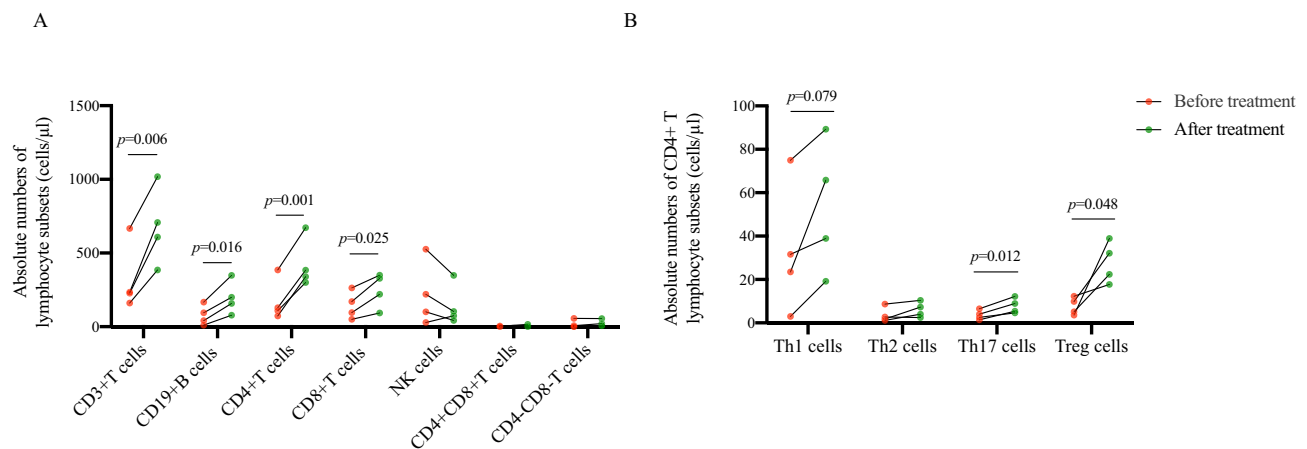 A
Absolute numbers of
lymphocyte subsets (cells/µl)
1500
1000
500
0
p=0.006
p=0.016
p=0.001
p=0.025
CD3+T cells
CD19+B cells
CD4+T cells
CD8+T cells
NK cells
CD4+CD8+T cells
CD4-CD8-T cells
B
Absolute numbers of CD4+ T
lymphocyte subsets (cells/µl)
100
80
60
40
20
0
p=0.079
p=0.012
p=0.048
Th1 cells
Th2 cells
Th17 cells
Treg cells
Before treatment
After treatment